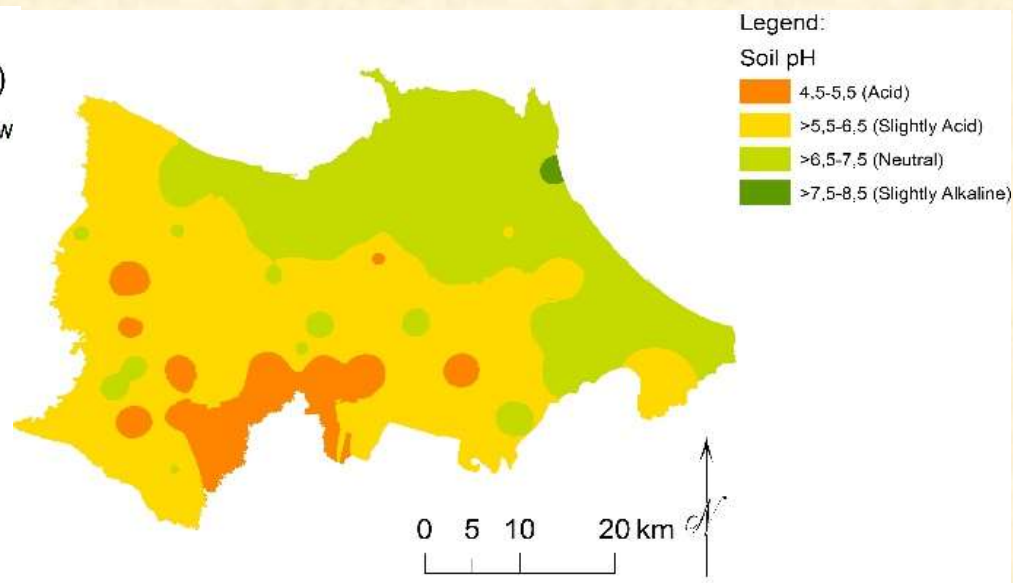 )
w
Legend:
Soil pH
4.5-5,5 (Acid)
>5,5-6,5 (Slightly Acid)
>6,5-7,5 (Neutral)
>7,5-8,5 (Slightly Alkaline)
0 5 10 20 km
N